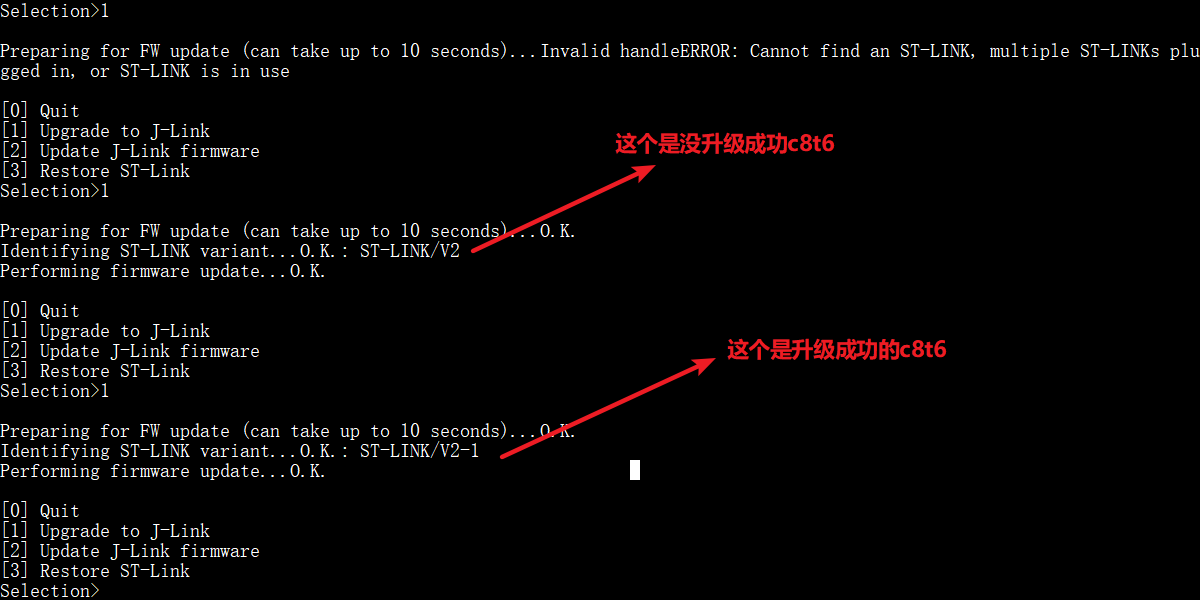 Selection>1
Preparing for FW update (can take up to 10 seconds)...Invalid handleERROR: Cannot find an ST-LINK, multiple ST-LINKs plu
gged in, or ST-LINK is in use
[0] Quit
[1] Upgrade to J-Link
[2] Update J-Link firmware
[3] Restore ST-Link
Selection>1
这个是没升级成功c8t6
Preparing for FW update (can take up to 10 seconds)...O.K.
Identifying ST-LINK variant...O.K.: ST-LINK/V2
Performing firmware update...O.K.
[0] Quit
[1] Upgrade to J-Link
[2] Update J-Link firmware
[3] Restore ST-Link
Selection>1
这个是升级成功的c8t6
Preparing for FW update (can take up to 10 seconds)...O.K.
Identifying ST-LINK variant...O.K.: ST-LINK/V2-1
Performing firmware update...O.K.
[0] Quit
[1] Upgrade to J-Link
[2] Update J-Link firmware
[3] Restore ST-Link
Selection>